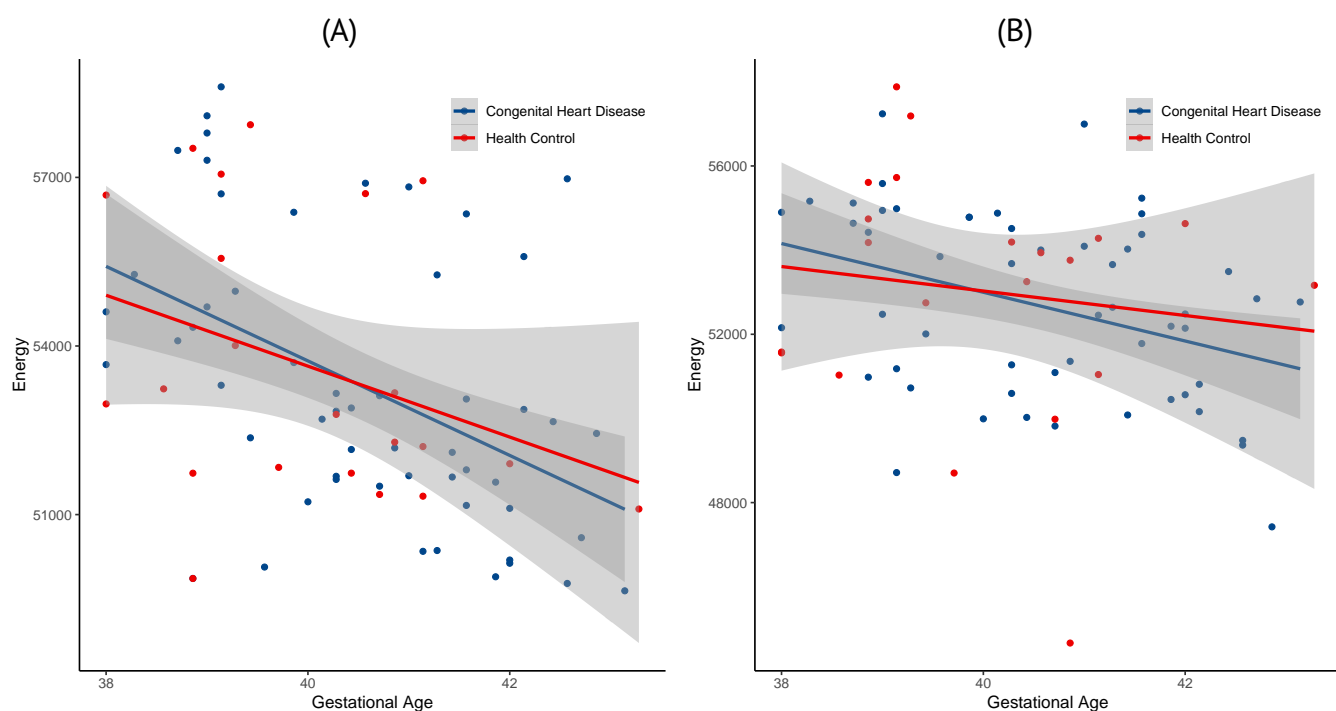 (A)
Congenital Heart Disease
Health Control
57000
54000
51000
Energy
38
40
42
Gestational Age
(B)
Congenital Heart Disease
Health Control
56000
52000
48000
Energy
38
40
42
Gestational Age